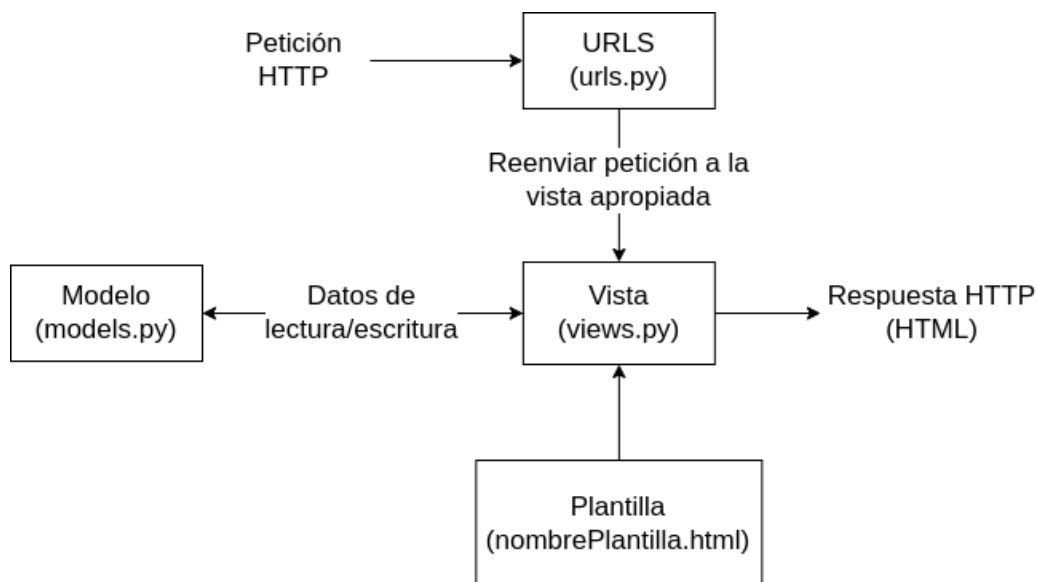 Petición
HTTP
URLS
(urls.py)
Reenviar petición a la
vista apropiada
Modelo
(models.py)
Datos de
lectura/escritura
Vista
(views.py)
Respuesta HTTP
(HTML)
Plantilla
(nombrePlantilla.html)